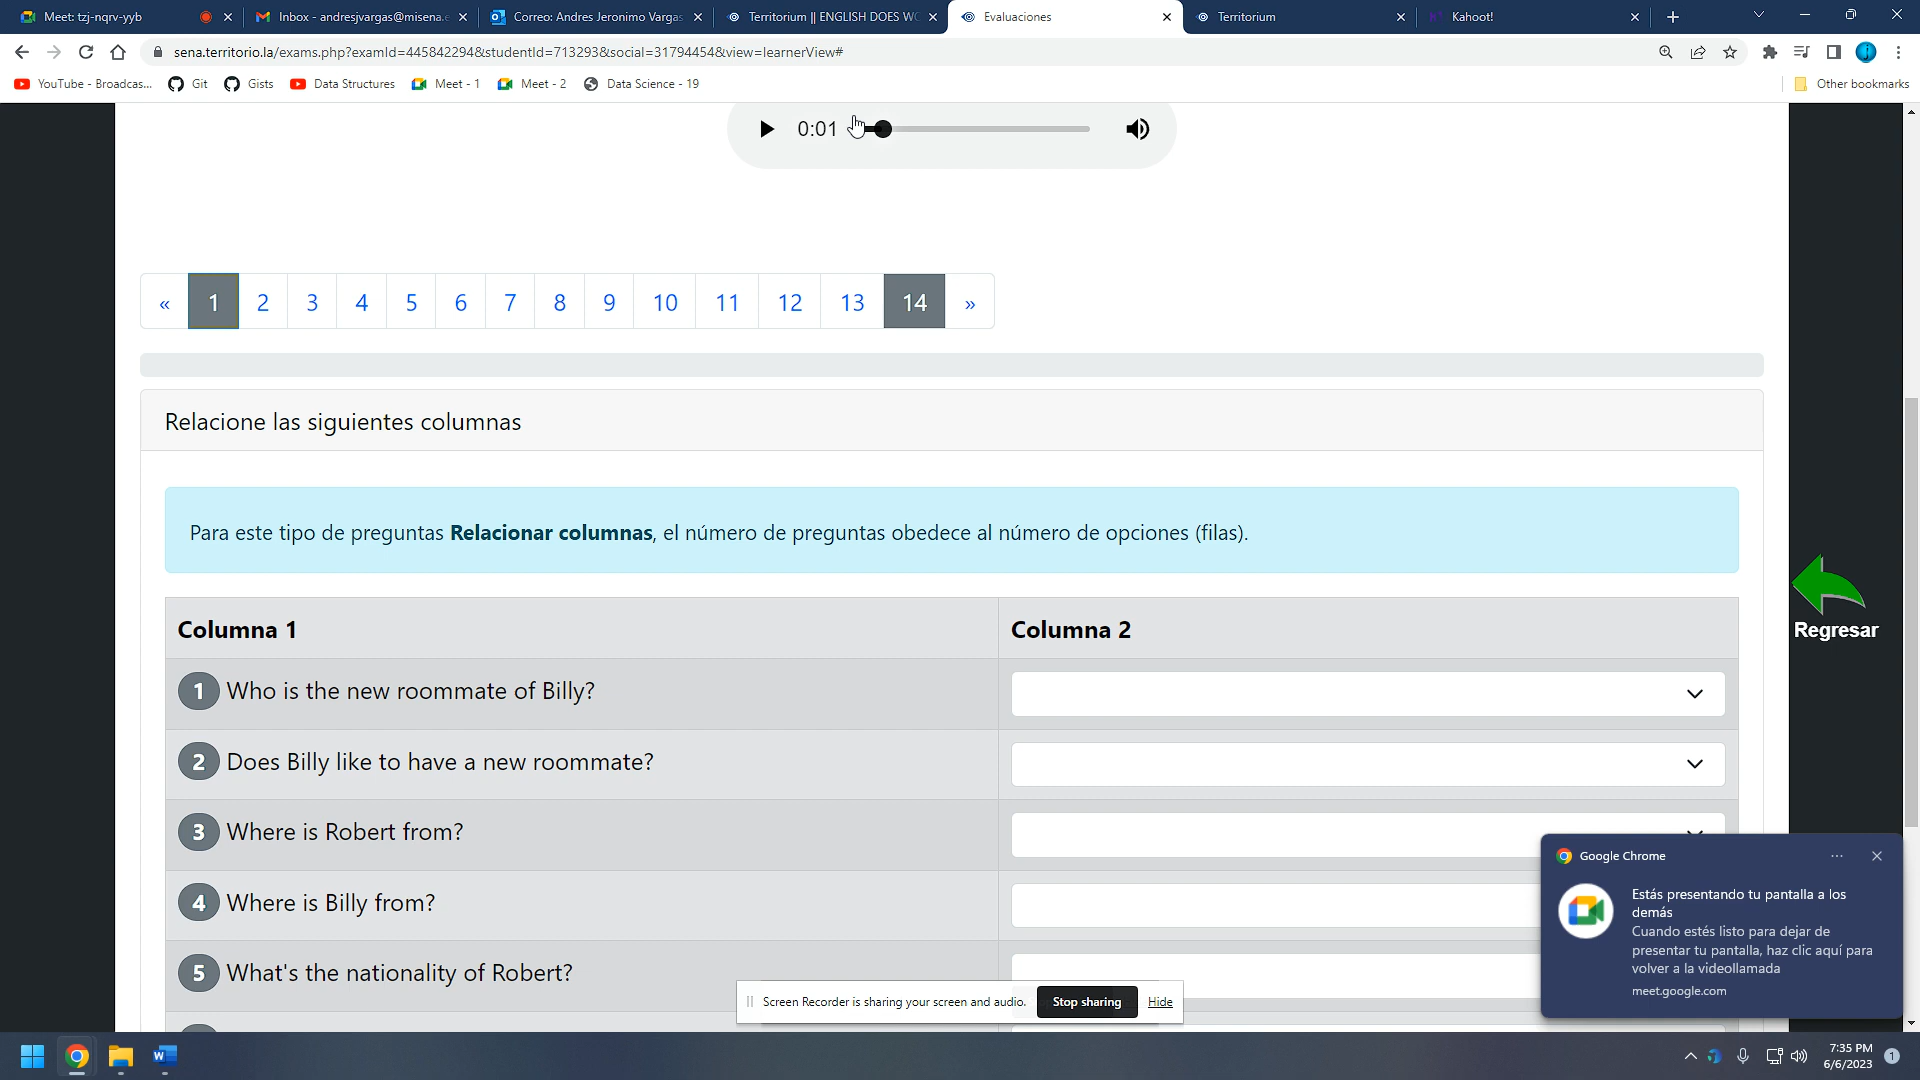 Meet: tzj-nqrv-yyb
Inbox - andresjvargas@misena.e
Correo: Andres Jeronimo Vargas
Territorium || ENGLISH DOES WO
Evaluaciones
Territorium
Kahoot!
sena.territorio.la/exams.php?examId=445842294&studentId=713293&social=31794454&view=learnerView#
YouTube - Broadcas...
Git
Gists
Data Structures
Meet - 1
Meet - 2
Data Science - 19
Other bookmarks
0:01
« 1 2 3 4 5 6 7 8 9 10 11 12 13 14 »
Relacione las siguientes columnas
Para este tipo de preguntas Relacionar columnas, el número de preguntas obedece al número de opciones (filas).
Columna 1
Columna 2
1 Who is the new roommate of Billy?
2 Does Billy like to have a new roommate?
3 Where is Robert from?
4 Where is Billy from?
5 What's the nationality of Robert?
Regresar
Google Chrome
Estás presentando tu pantalla a los
demás
Cuando estés listo para dejar de
presentar tu pantalla, haz clic aquí para
volver a la videollamada
meet.google.com
Screen Recorder is sharing your screen and audio.
Stop sharing
Hide
7:35 PM
6/6/2023
1